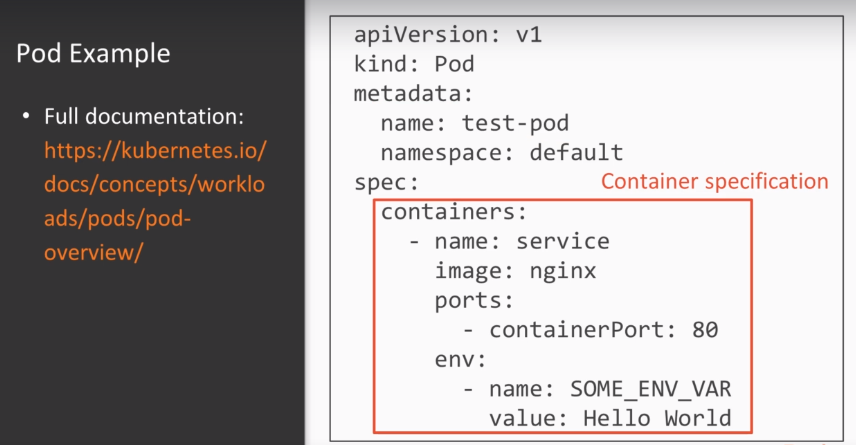 Pod Example
• Full documentation:
https://kubernetes.io/
docs/concepts/worklo
ads/pods/pod-
overview/
apiVersion: v1
kind: Pod
metadata:
  name: test-pod
  namespace: default
spec:
Container specification
  containers:
    - name: service
      image: nginx
      ports:
        - containerPort: 80
      env:
        - name: SOME_ENV_VAR
          value: Hello World